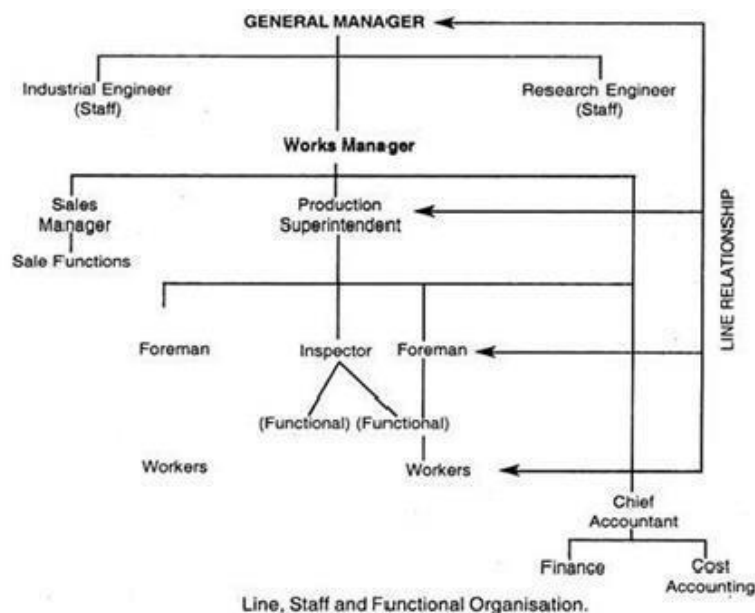 GENERAL MANAGER
Industrial Engineer
(Staff)
Research Engineer
(Staff)
Works Manager
Sales
Manager
Production
Superintendent
Sale Functions
LINE RELATIONSHIP
Foreman
Inspector
Foreman
(Functional) (Functional)
Workers
Workers
Chief
Accountant
Finance
Cost
Accounting
Line, Staff and Functional Organisation.